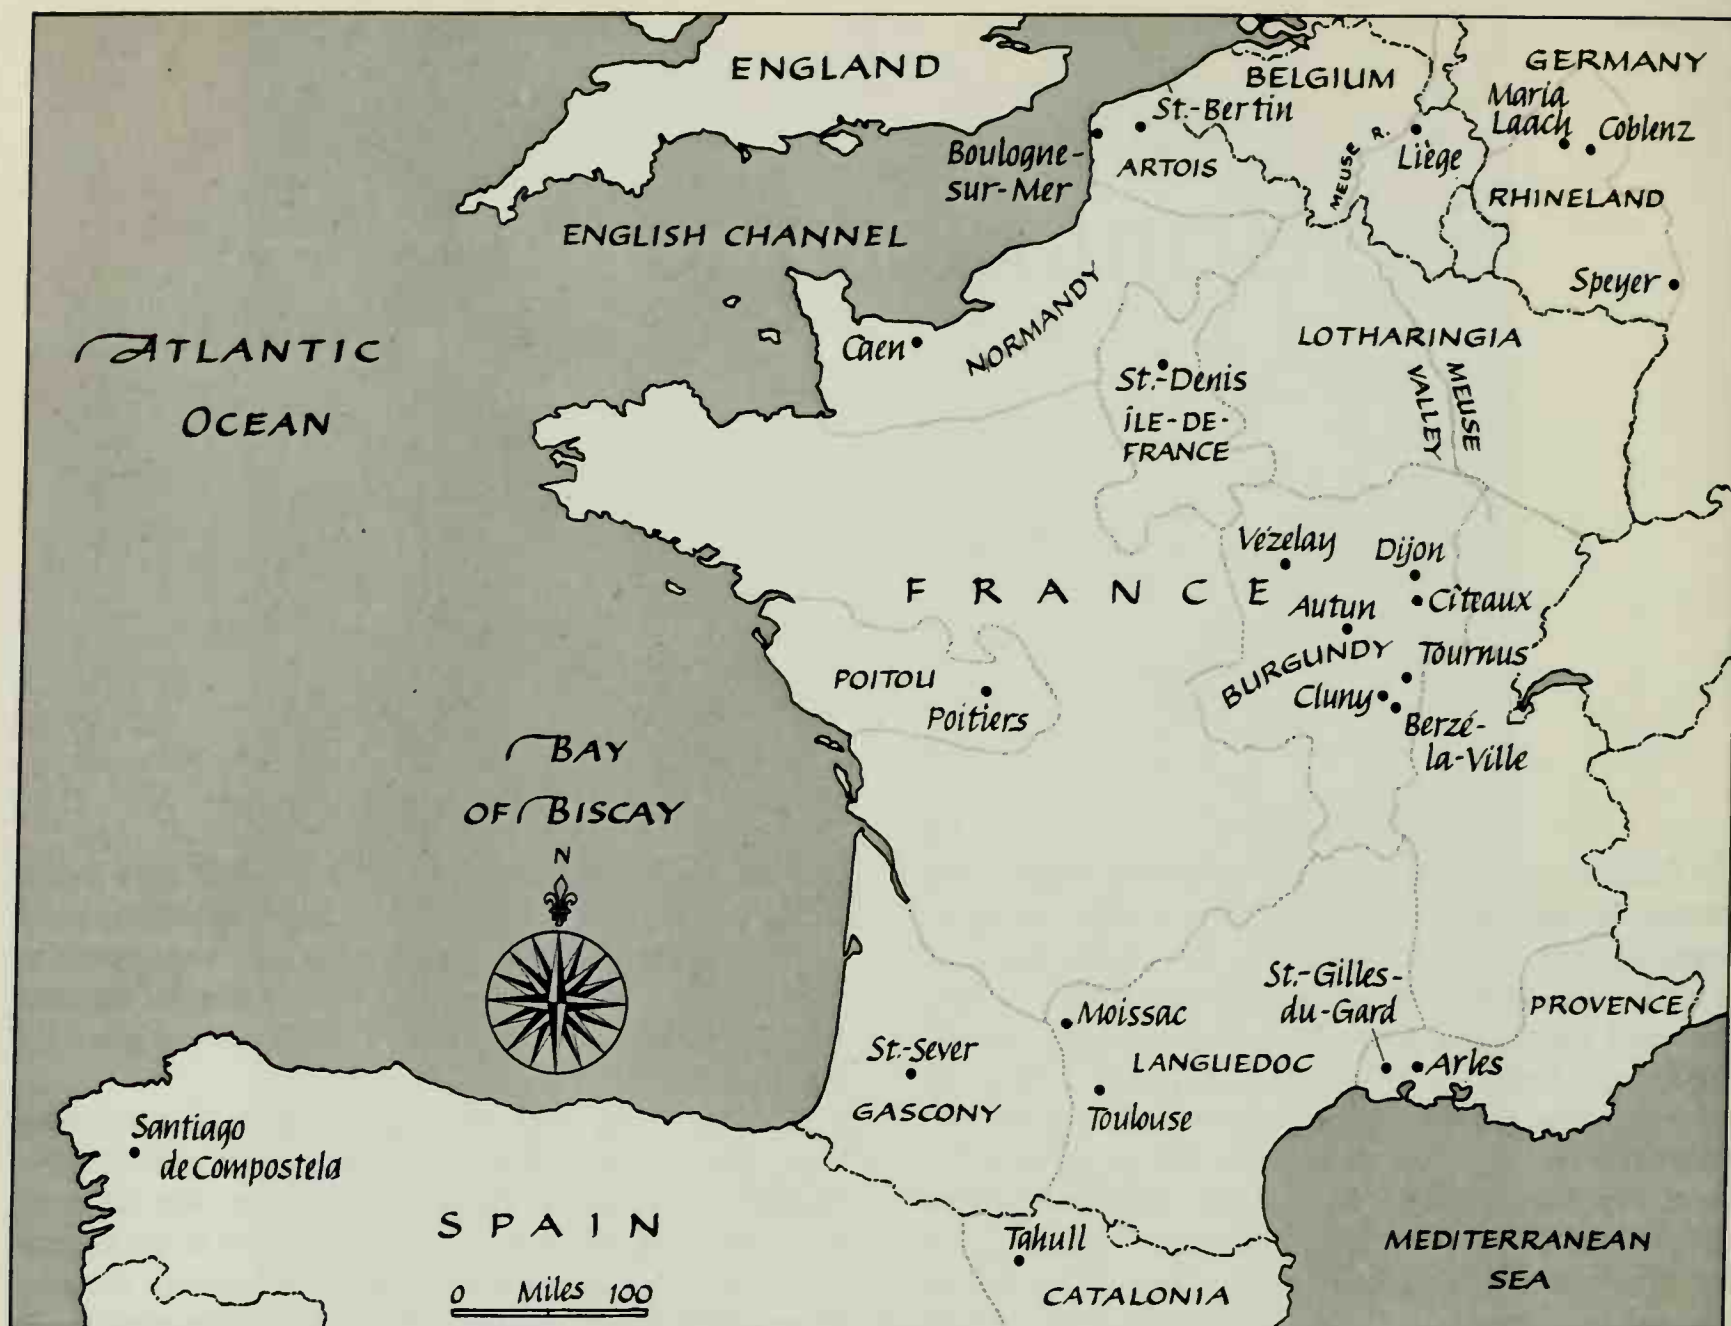 ENGLAND
BELGIUM
GERMANY
St.-Bertin
Maria
Laach
Coblenz
Boulogne-
sur-Mer
ARTOIS
MEUSE R.
Liège
RHINELAND
ENGLISH CHANNEL
Speyer
NORMANDY
LOTHARINGIA
ATLANTIC
OCEAN
Caen
St.-Denis
ÎLE-DE-
FRANCE
MEUSE
VALLEY
Vézelay
Dijon
FRANCE
Autun
Cîteaux
BURGUNDY
Tournus
POITOU
Poitiers
Cluny
Berzé-
la-Ville
BAY
OF BISCAY
N
St.-Gilles-
du-Gard
PROVENCE
Moissac
St.-Sever
LANGUEDOC
Arles
GASCONY
Toulouse
Santiago
de Compostela
SPAIN
Tahull
MEDITERRANEAN
SEA
CATALONIA
0 Miles 100